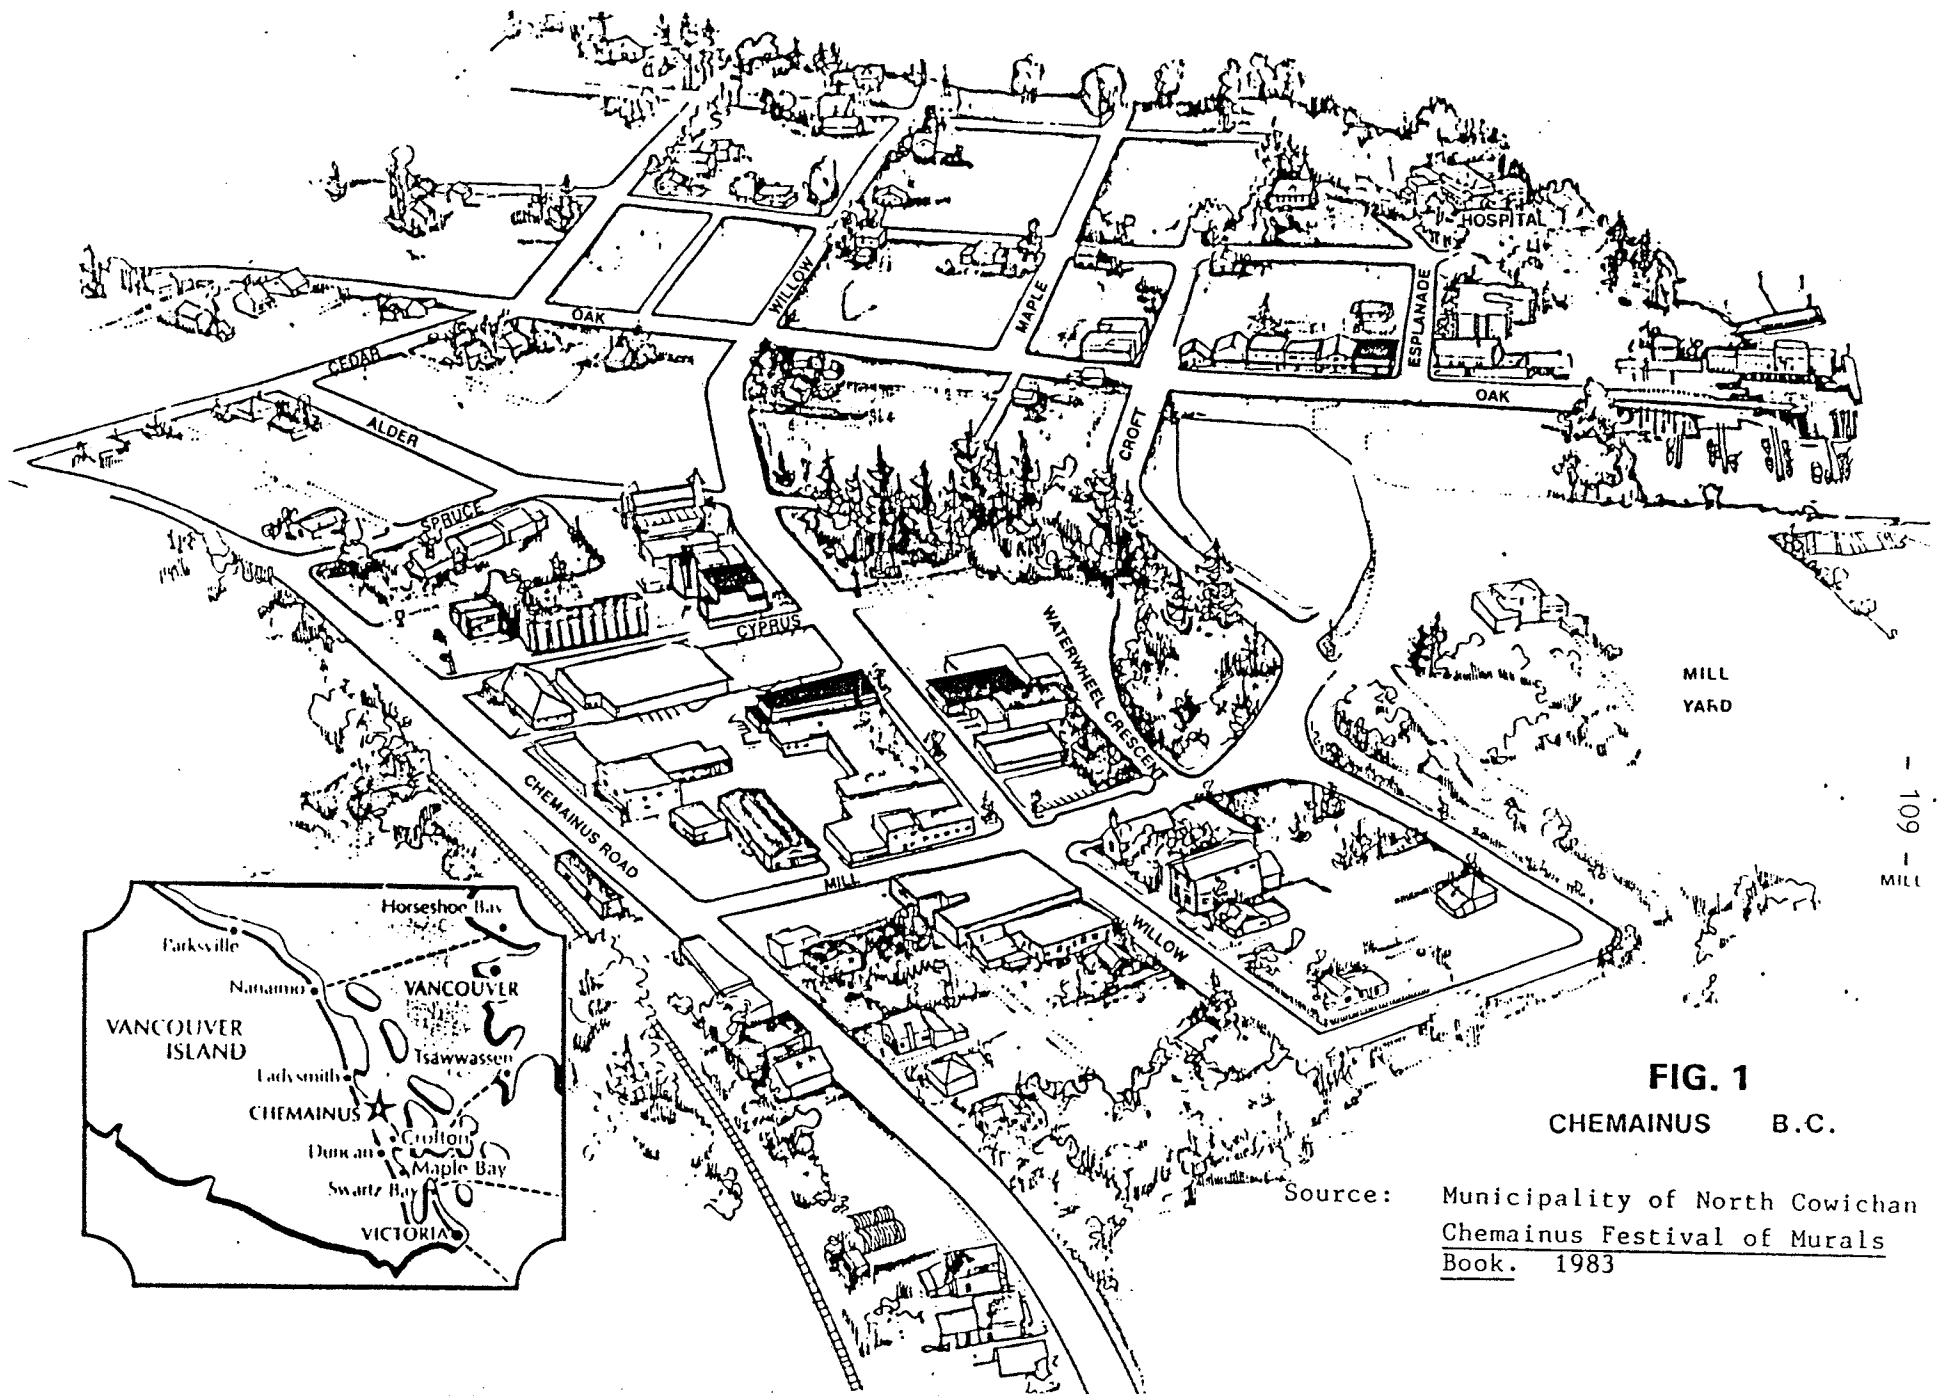 HOSPITAL
WILLOW
OAK
MAPLE
ESPLANADE
CEDAR
OAK
ALDER
CROFT
SPRUCE
CYPRUS
WATERWHEEL CRESCENT
MILL
YARD
CHEMAINUS ROAD
MILL
WILLOW
- 109 -
MILL
Horseshoe Bay
Parksville
Nanaimo
VANCOUVER
VANCOUVER
ISLAND
Tsawwassen
Ladysmith
CHEMAINUS
Crofton
Duncan
Maple Bay
Swartz Bay
VICTORIA
FIG. 1
CHEMAINUS B.C.
Source: Municipality of North Cowichan
Chemainus Festival of Murals
Book. 1983